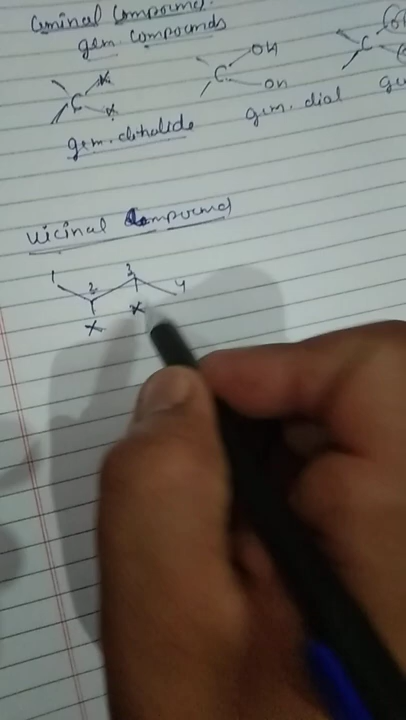 Geminal Compounds.
gem. compounds
X
C
X
OH
C
OH
C
gem. dihalide
gem. diol
Vicinal Compound
1 2 3 4
X X